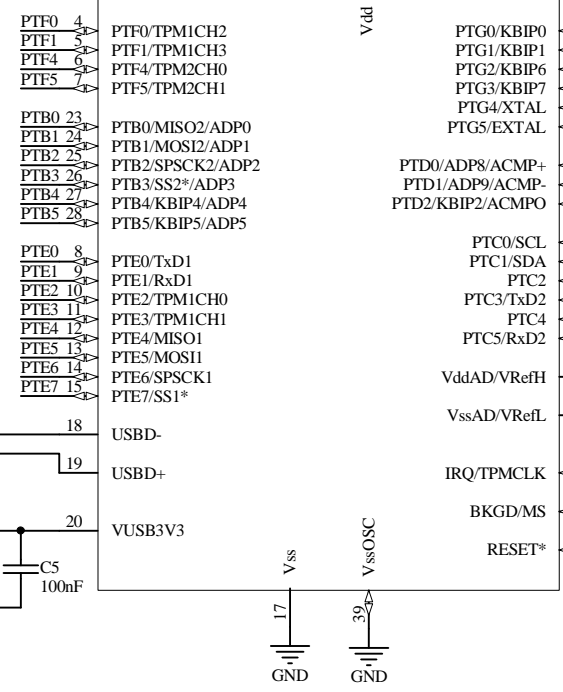 Vdd
PTF0 4 PTF0/TPM1CH2 PTG0/KBIP0
PTF1 5 PTF1/TPM1CH3 PTG1/KBIP1
PTF4 6 PTF4/TPM2CH0 PTG2/KBIP6
PTF5 7 PTF5/TPM2CH1 PTG3/KBIP7
PTG4/XTAL
PTB0 23 PTB0/MISO2/ADP0 PTG5/EXTAL
PTB1 24 PTB1/MOSI2/ADP1
PTB2 25 PTB2/SPSCK2/ADP2 PTD0/ADP8/ACMP+
PTB3 26 PTB3/SS2*/ADP3 PTD1/ADP9/ACMP-
PTB4 27 PTB4/KBIP4/ADP4 PTD2/KBIP2/ACMPO
PTB5 28 PTB5/KBIP5/ADP5
PTC0/SCL
PTE0 8 PTE0/TxD1 PTC1/SDA
PTE1 9 PTE1/RxD1 PTC2
PTE2 10 PTE2/TPM1CH0 PTC3/TxD2
PTE3 11 PTE3/TPM1CH1 PTC4
PTE4 12 PTE4/MISO1 PTC5/RxD2
PTE5 13 PTE5/MOSI1
PTE6 14 PTE6/SPSCK1 VddAD/VRefH
PTE7 15 PTE7/SS1*
VssAD/VRefL
18 USBD-
19 USBD+ IRQ/TPMCLK
BKGD/MS
20 VUSB3V3
RESET*
C5
100nF
Vss
VssOSC
17
39
GND
GND